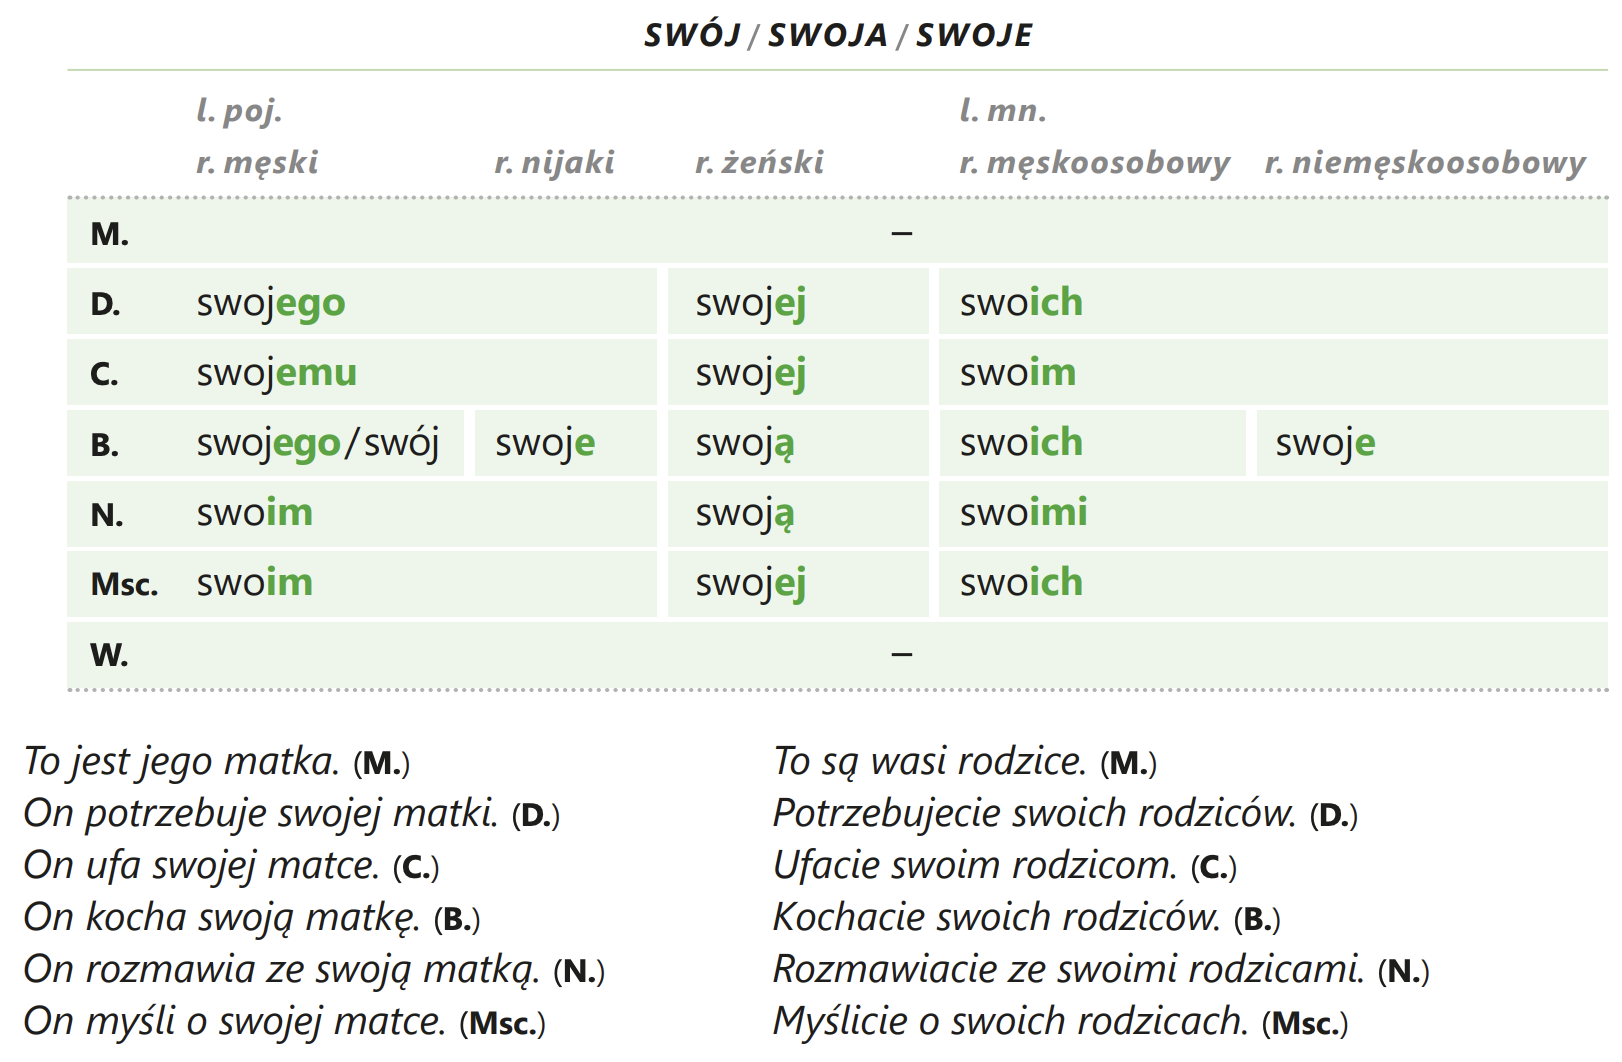 SWÓJ / SWOJA / SWOJE
l. poj. l. mn.
r. męski r. nijaki r. żeński r. męskoosobowy r. niemęskoosobowy
M. –
D. swojego swojej swoich
C. swojemu swojej swoim
B. swojego / swój swoje swoją swoich swoje
N. swoim swoją swoimi
Msc. swoim swojej swoich
W. –
To jest jego matka. (M.)
On potrzebuje swojej matki. (D.)
On ufa swojej matce. (C.)
On kocha swoją matkę. (B.)
On rozmawia ze swoją matką. (N.)
On myśli o swojej matce. (Msc.)
To są wasi rodzice. (M.)
Potrzebujecie swoich rodziców. (D.)
Ufacie swoim rodzicom. (C.)
Kochacie swoich rodziców. (B.)
Rozmawiacie ze swoimi rodzicami. (N.)
Myślicie o swoich rodzicach. (Msc.)